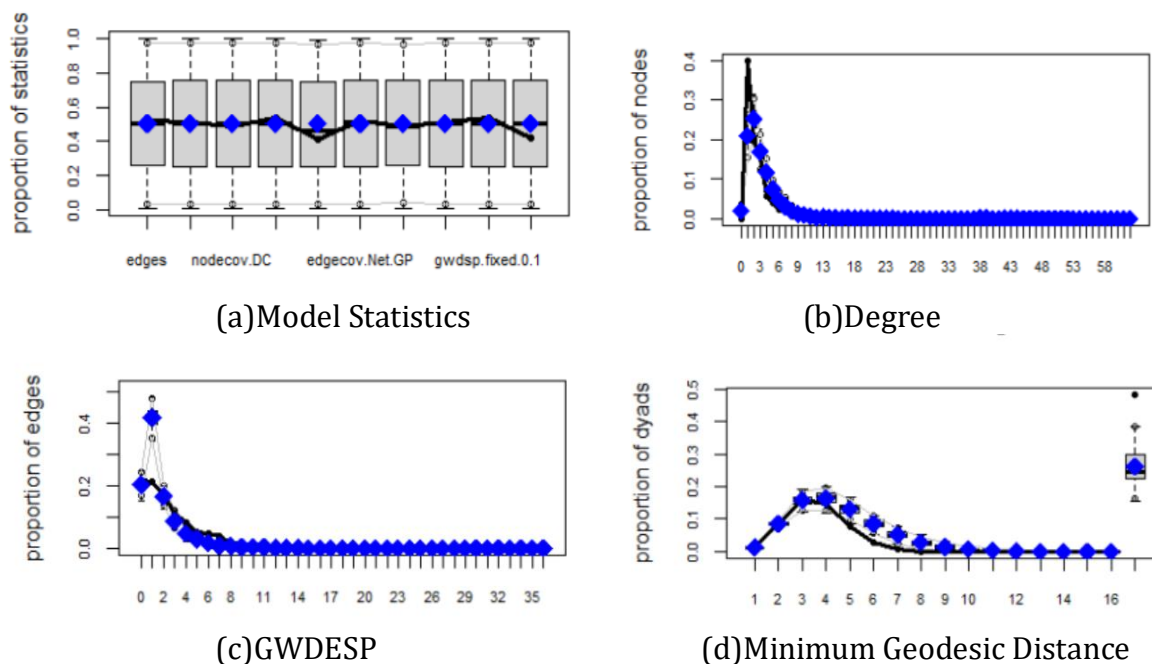 proportion of statistics
0.0 0.2 0.4 0.6 0.8 1.0
edges nodecov.DC edgecov.Net.GP gwdsp.fixed.0.1
(a)Model Statistics
proportion of nodes
0.0 0.1 0.2 0.3 0.4
0 3 6 9 13 18 23 28 33 38 43 48 53 58
(b)Degree
proportion of edges
0.0 0.2 0.4
0 2 4 6 8 11 14 17 20 23 26 29 32 35
(c)GWDESP
proportion of dyads
0.0 0.1 0.2 0.3 0.4 0.5
1 2 3 4 5 6 7 8 9 10 12 14 16
(d)Minimum Geodesic Distance